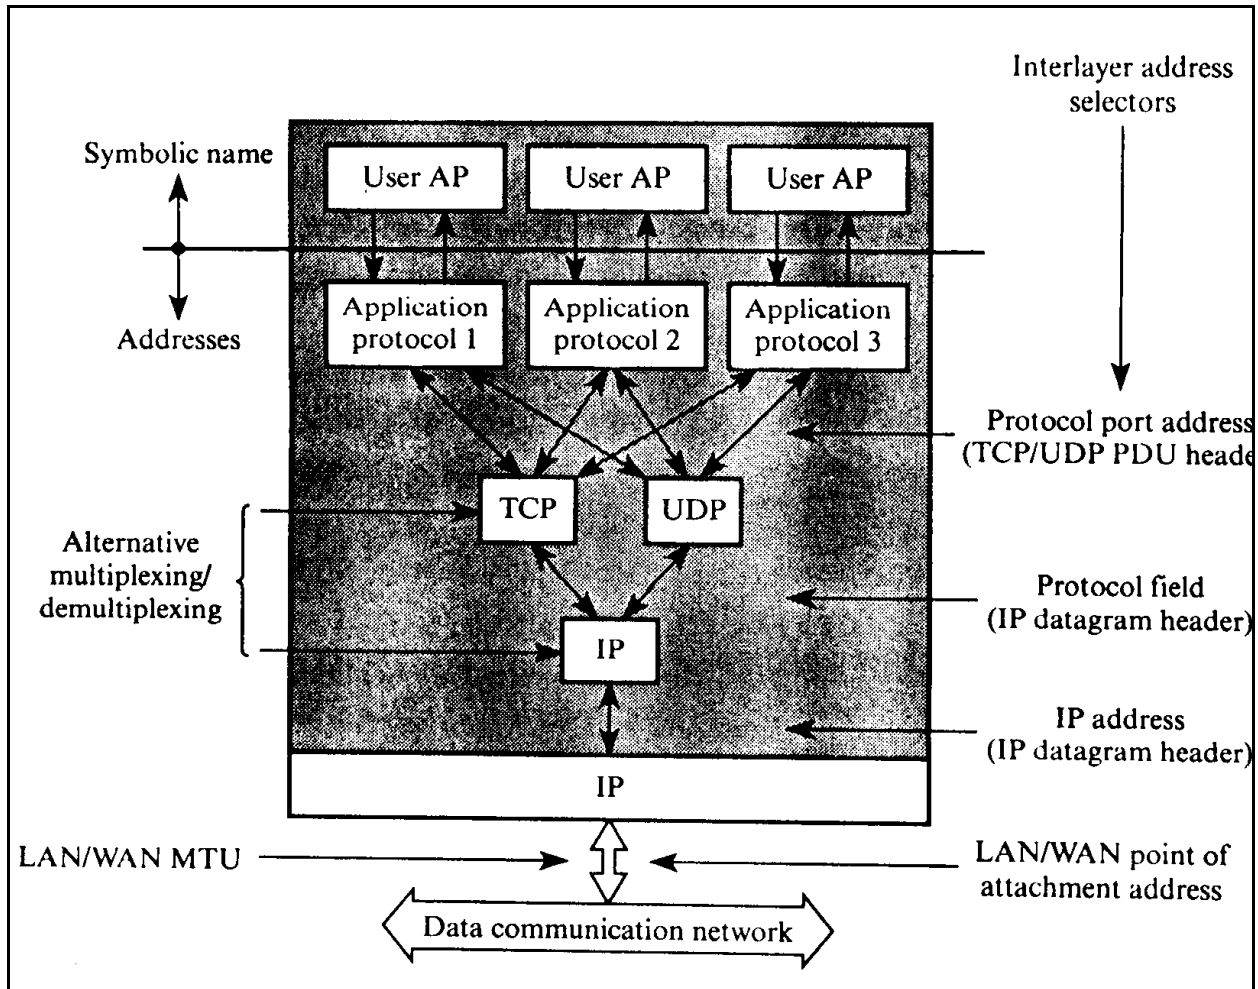 Interlayer address
selectors
Symbolic name
User AP
User AP
User AP
Addresses
Application
protocol 1
Application
protocol 2
Application
protocol 3
Protocol port address
(TCP/UDP PDU heade
TCP
UDP
Alternative
multiplexing/
demultiplexing
Protocol field
(IP datagram header)
IP
IP address
(IP datagram header)
IP
LAN/WAN MTU
LAN/WAN point of
attachment address
Data communication network